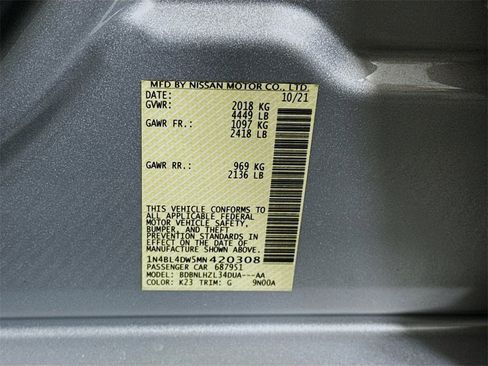 MFD BY NISSAN MOTOR CO., LTD.
DATE: 10/21
GVWR: 2018 KG
4449 LB
GAWR FR.: 1097 KG
2418 LB
GAWR RR.: 969 KG
2136 LB
THIS VEHICLE CONFORMS TO
ALL APPLICABLE FEDERAL
MOTOR VEHICLE SAFETY,
BUMPER, AND THEFT
PREVENTION STANDARDS IN
EFFECT ON THE DATE OF
MANUFACTURE SHOWN ABOVE.
1N4BL4DW5MN420308
PASSENGER CAR 687951
MODEL: BDBNLHZL34DUA---AA
COLOR: K23 TRIM: G 9N00A